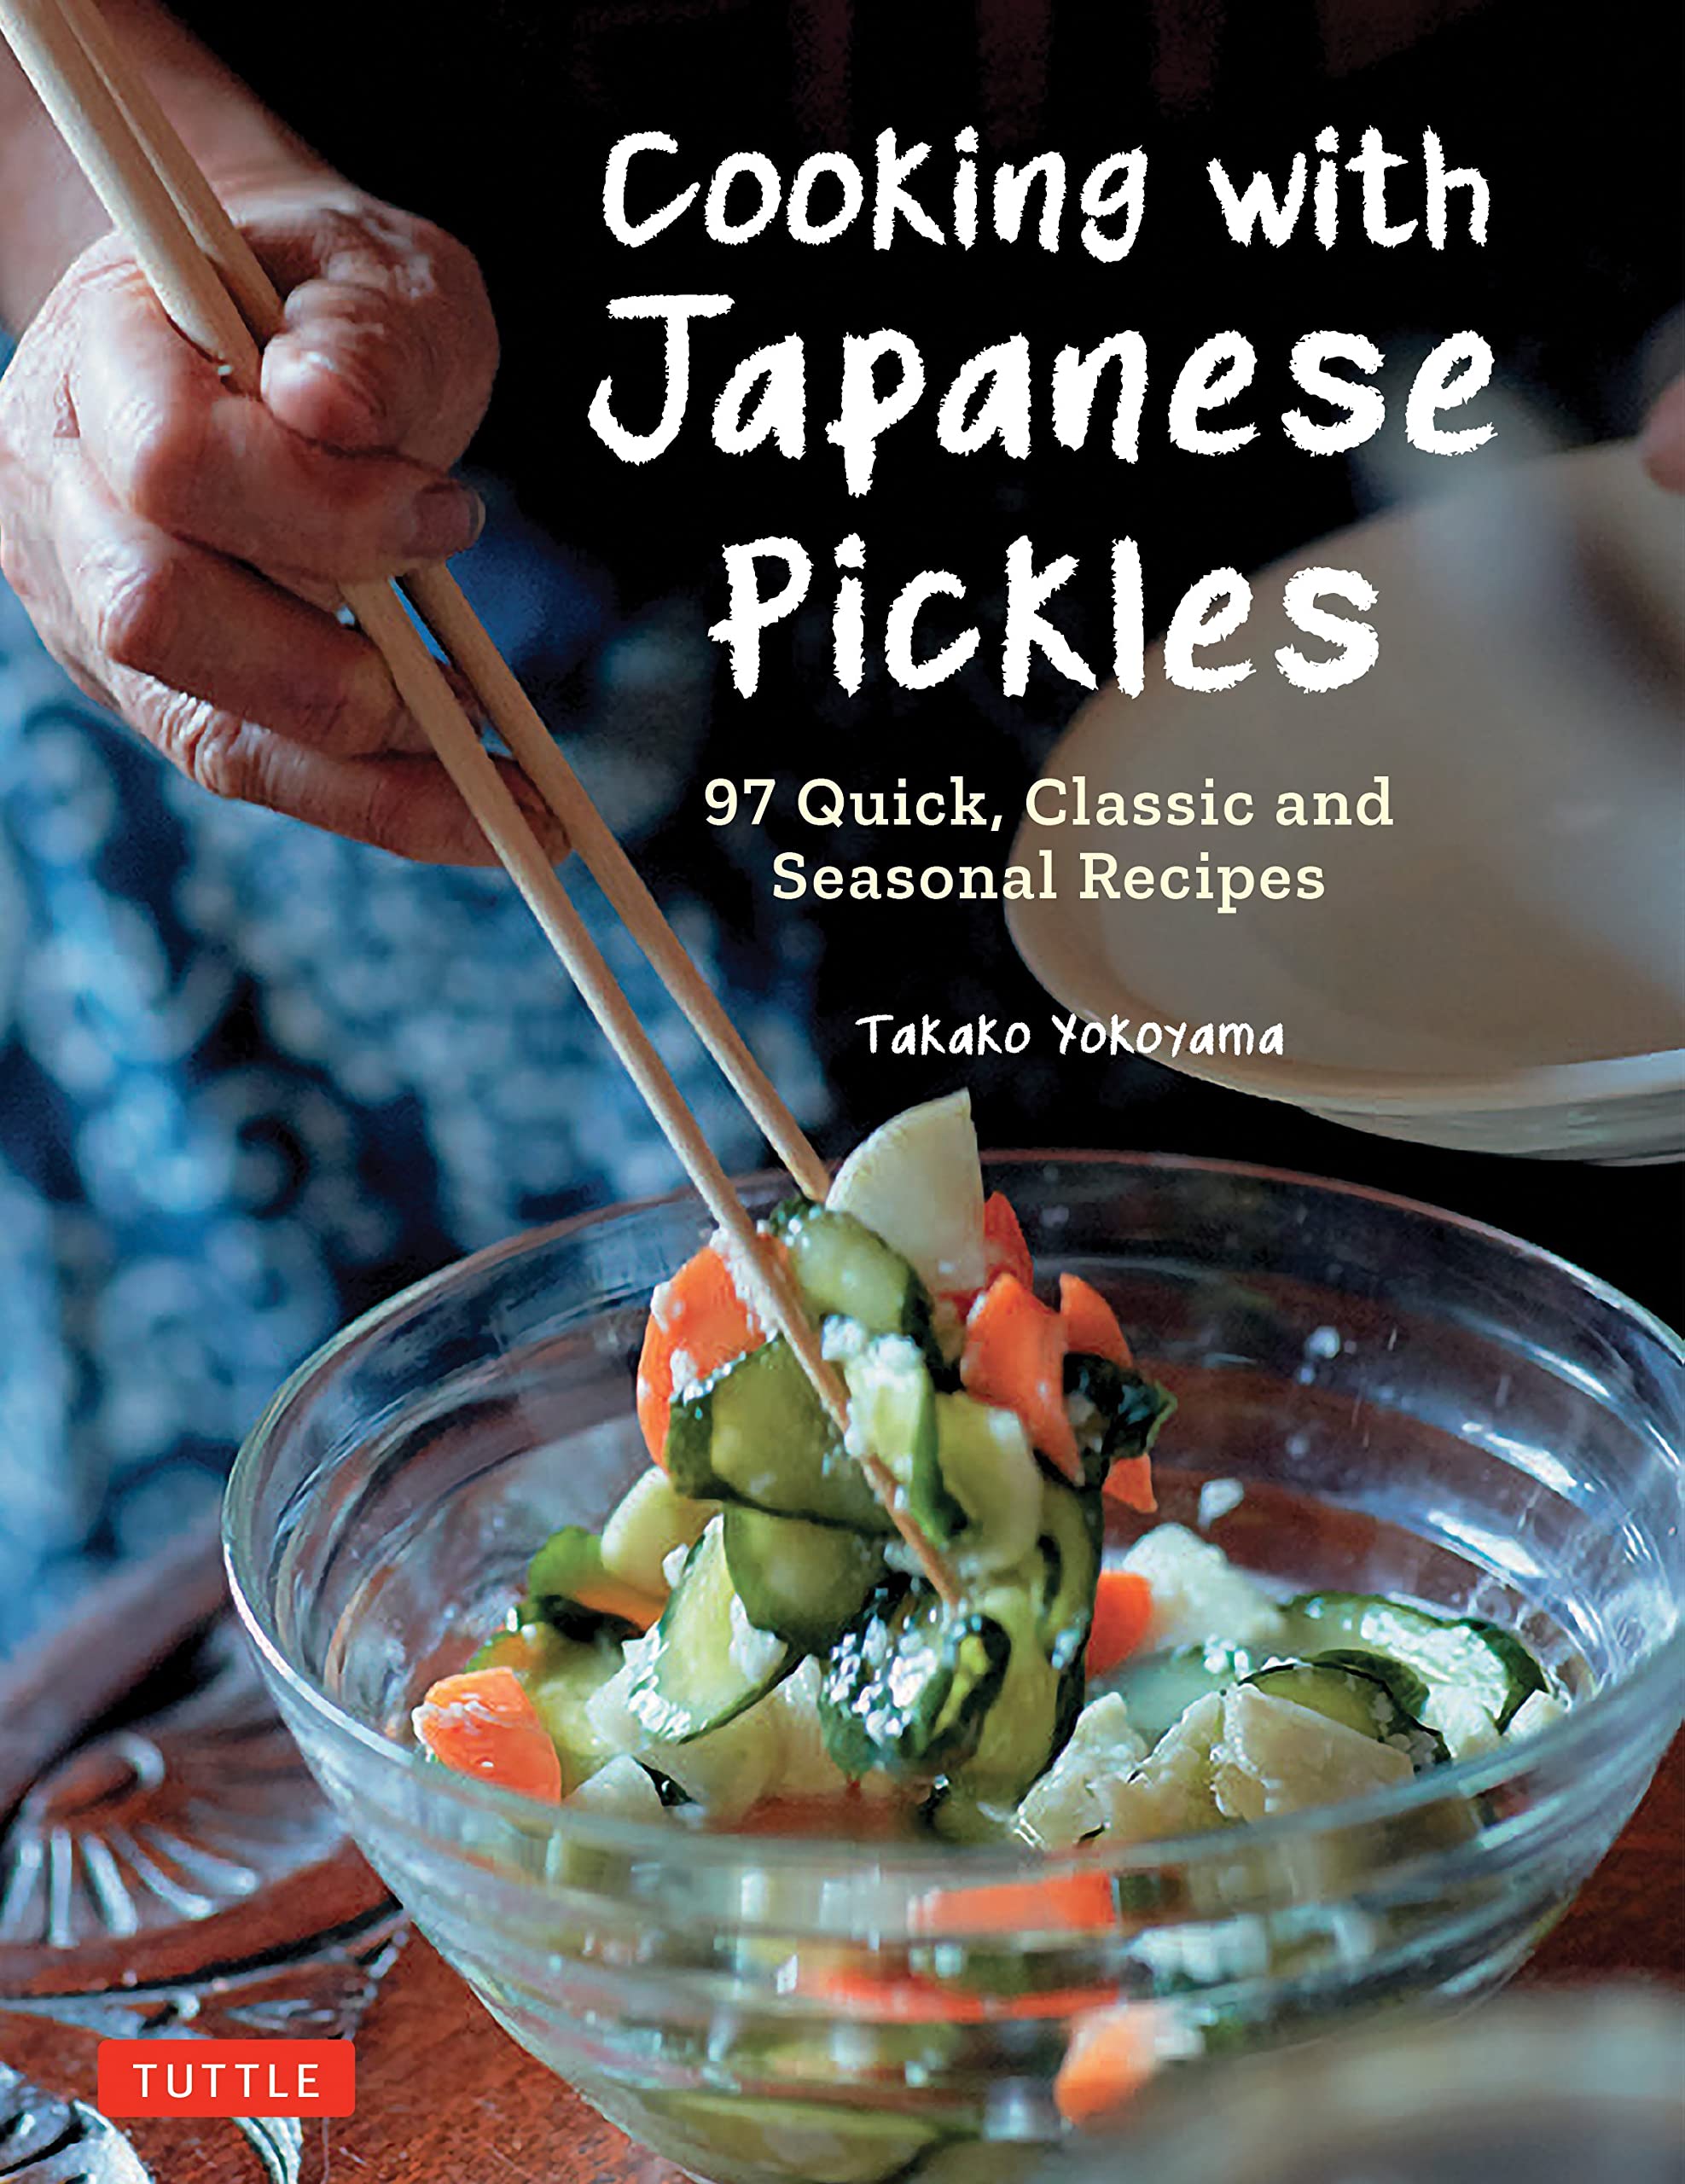 Cooking with
Japanese
Pickles
97 Quick, Classic and
Seasonal Recipes
Takako Yokoyama
TUTTLE